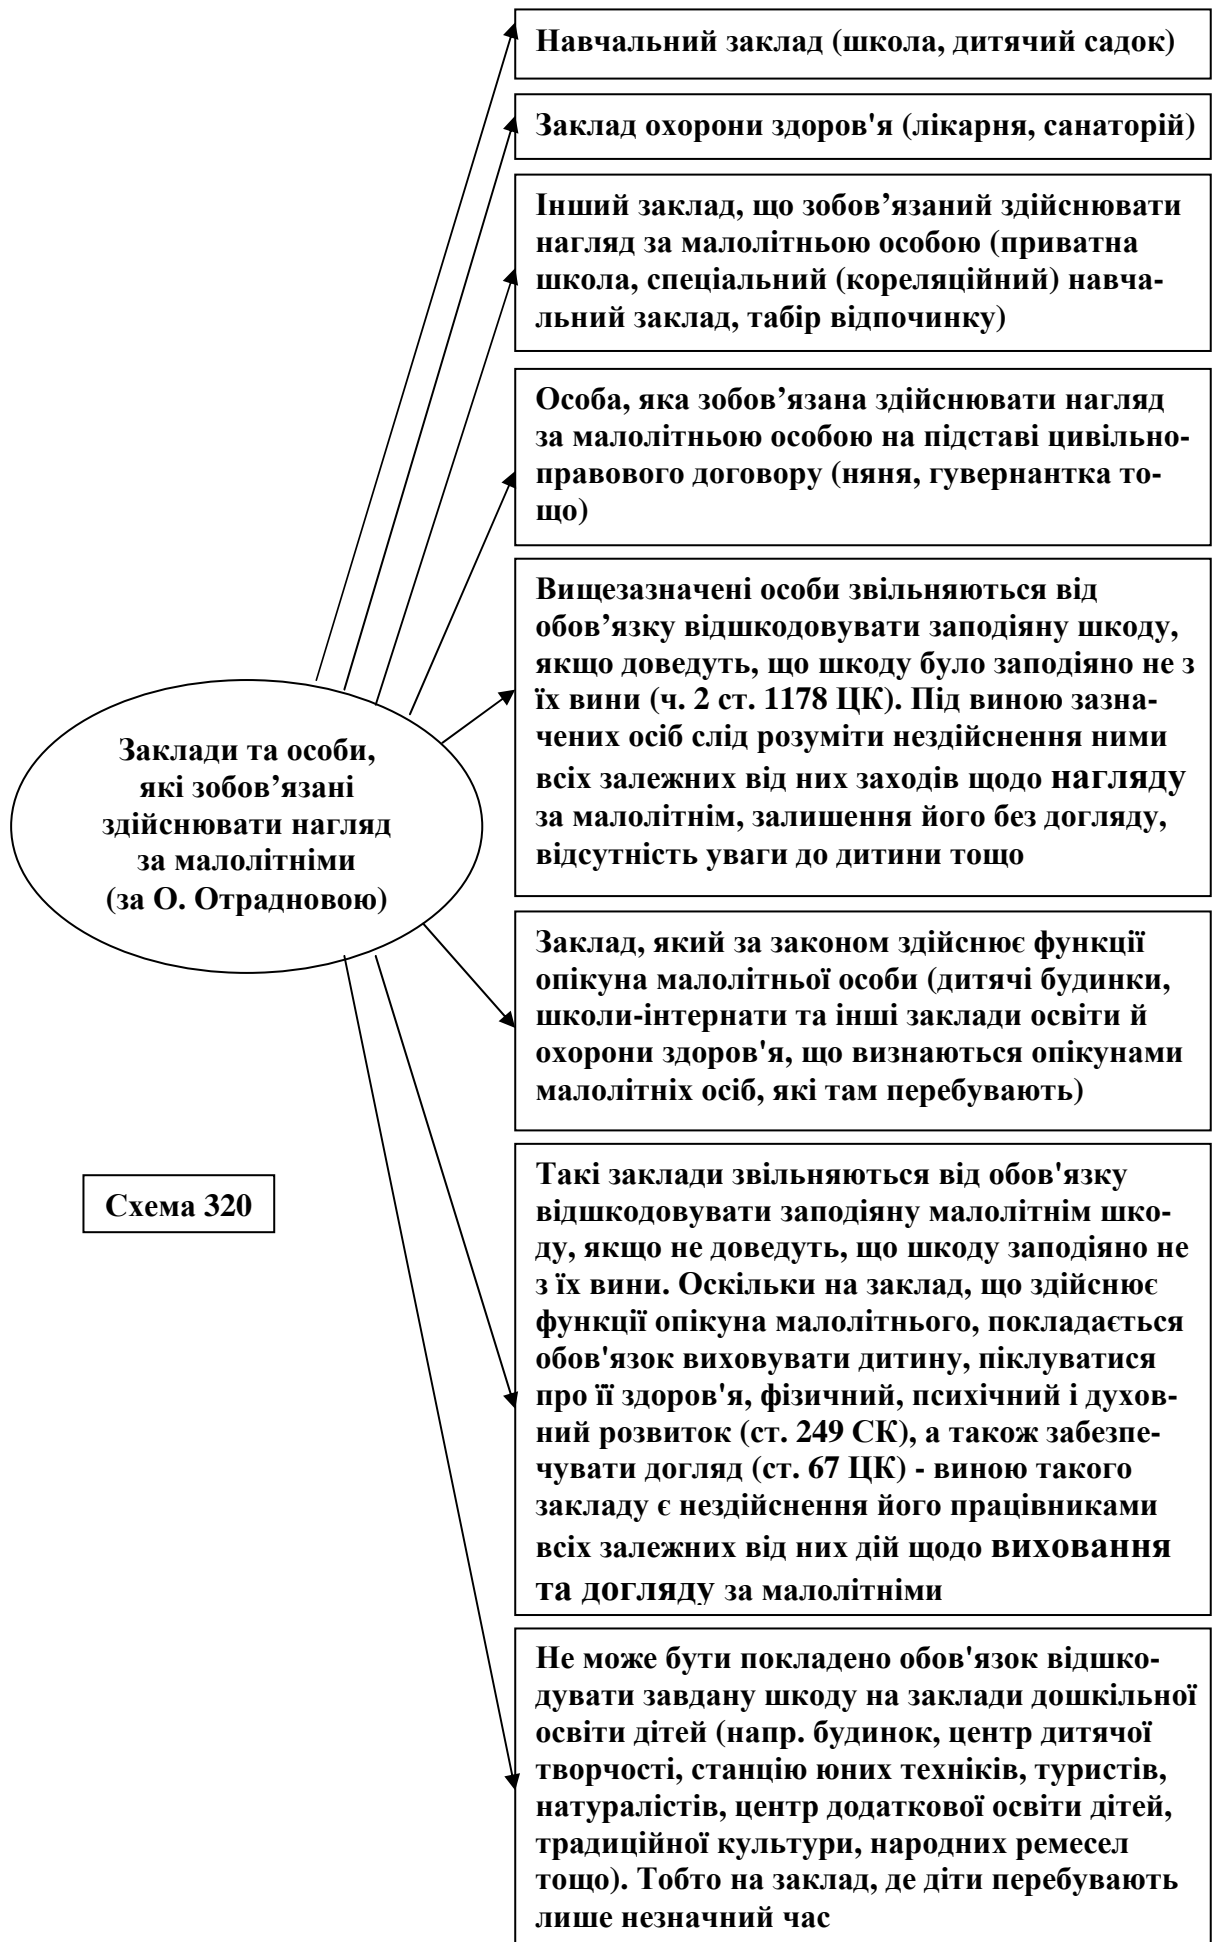 Навчальний заклад (школа, дитячий садок)
Заклад охорони здоров'я (лікарня, санаторій)
Інший заклад, що зобов’язаний здійснювати
нагляд за малолітньою особою (приватна
школа, спеціальний (кореляційний) навча-
льний заклад, табір відпочинку)
Особа, яка зобов’язана здійснювати нагляд
за малолітньою особою на підставі цивільно-
правового договору (няня, гувернантка то-
що)
Вищезазначені особи звільняються від
обов’язку відшкодовувати заподіяну шкоду,
якщо доведуть, що шкоду було заподіяно не з
їх вини (ч. 2 ст. 1178 ЦК). Під виною зазна-
чених осіб слід розуміти нездійснення ними
всіх залежних від них заходів щодо нагляду
за малолітнім, залишення його без догляду,
відсутність уваги до дитини тощо
Заклади та особи,
які зобов’язані
здійснювати нагляд
за малолітніми
(за О. Отрадновою)
Заклад, який за законом здійснює функції
опікуна малолітньої особи (дитячі будинки,
школи-інтернати та інші заклади освіти й
охорони здоров'я, що визнаються опікунами
малолітніх осіб, які там перебувають)
Схема 320
Такі заклади звільняються від обов'язку
відшкодовувати заподіяну малолітнім шко-
ду, якщо не доведуть, що шкоду заподіяно не
з їх вини. Оскільки на заклад, що здійснює
функції опікуна малолітнього, покладається
обов'язок виховувати дитину, піклуватися
про її здоров'я, фізичний, психічний і духов-
ний розвиток (ст. 249 СК), а також забезпе-
чувати догляд (ст. 67 ЦК) - виною такого
закладу є нездійснення його працівниками
всіх залежних від них дій щодо виховання
та догляду за малолітніми
Не може бути покладено обов'язок відшко-
дувати завдану шкоду на заклади дошкільної
освіти дітей (напр. будинок, центр дитячої
творчості, станцію юних техніків, туристів,
натуралістів, центр додаткової освіти дітей,
традиційної культури, народних ремесел
тощо). Тобто на заклад, де діти перебувають
лише незначний час